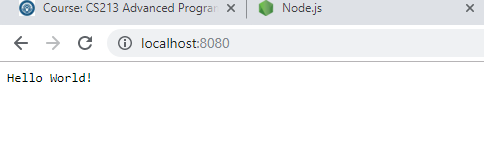 Course: CS213 Advanced Program
Node.js
localhost:8080
Hello World!